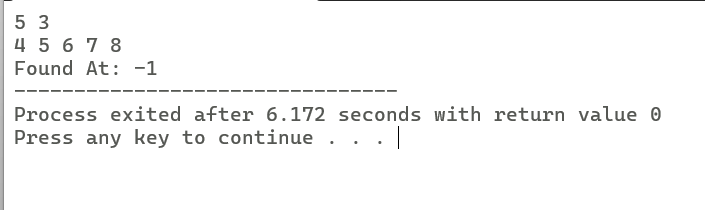 5 3
4 5 6 7 8
Found At: -1
--------------------------------
Process exited after 6.172 seconds with return value 0
Press any key to continue . . .